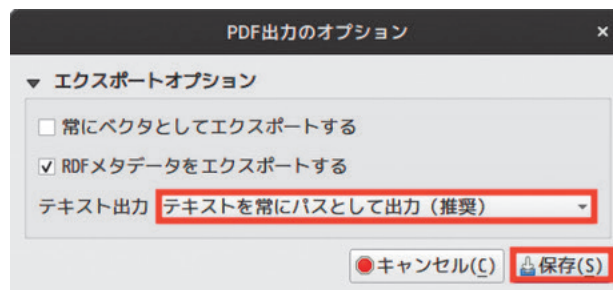 PDF出力のオプション ×
エクスポートオプション
常にベクタとしてエクスポートする
RDFメタデータをエクスポートする
テキスト出力 テキストを常にパスとして出力（推奨）
キャンセル(C) 保存(S)